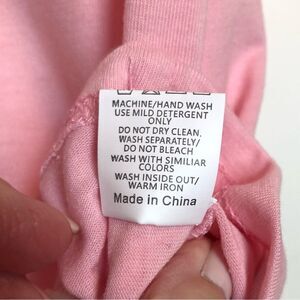 MACHINE/HAND WASH
USE MILD DETERGENT
ONLY
DO NOT DRY CLEAN.
WASH SEPARATELY/
DO NOT BLEACH
WASH WITH SIMILIAR
COLORS
WASH INSIDE OUT/
WARM IRON
Made in China